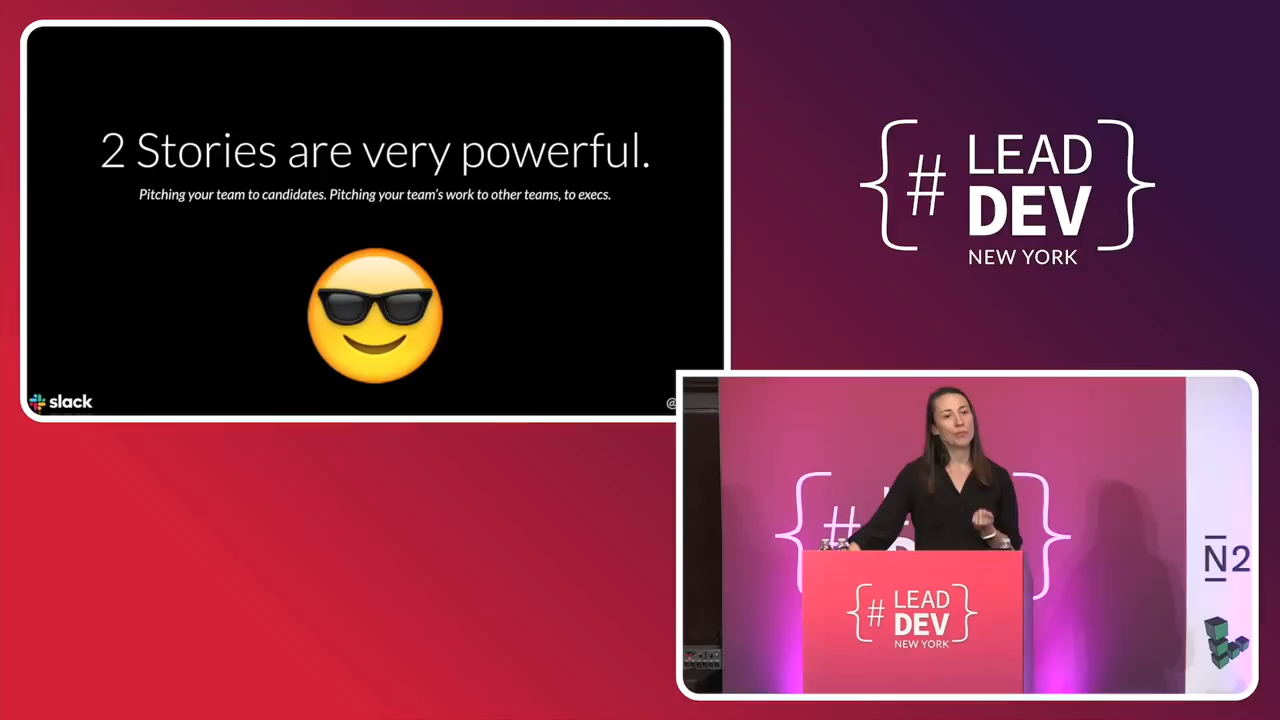 2 Stories are very powerful.
Pitching your team to candidates. Pitching your team's work to other teams, to execs.
slack
@
{# LEAD
DEV
NEW YORK}
#
{# LEAD
DEV
NEW YORK}
N2